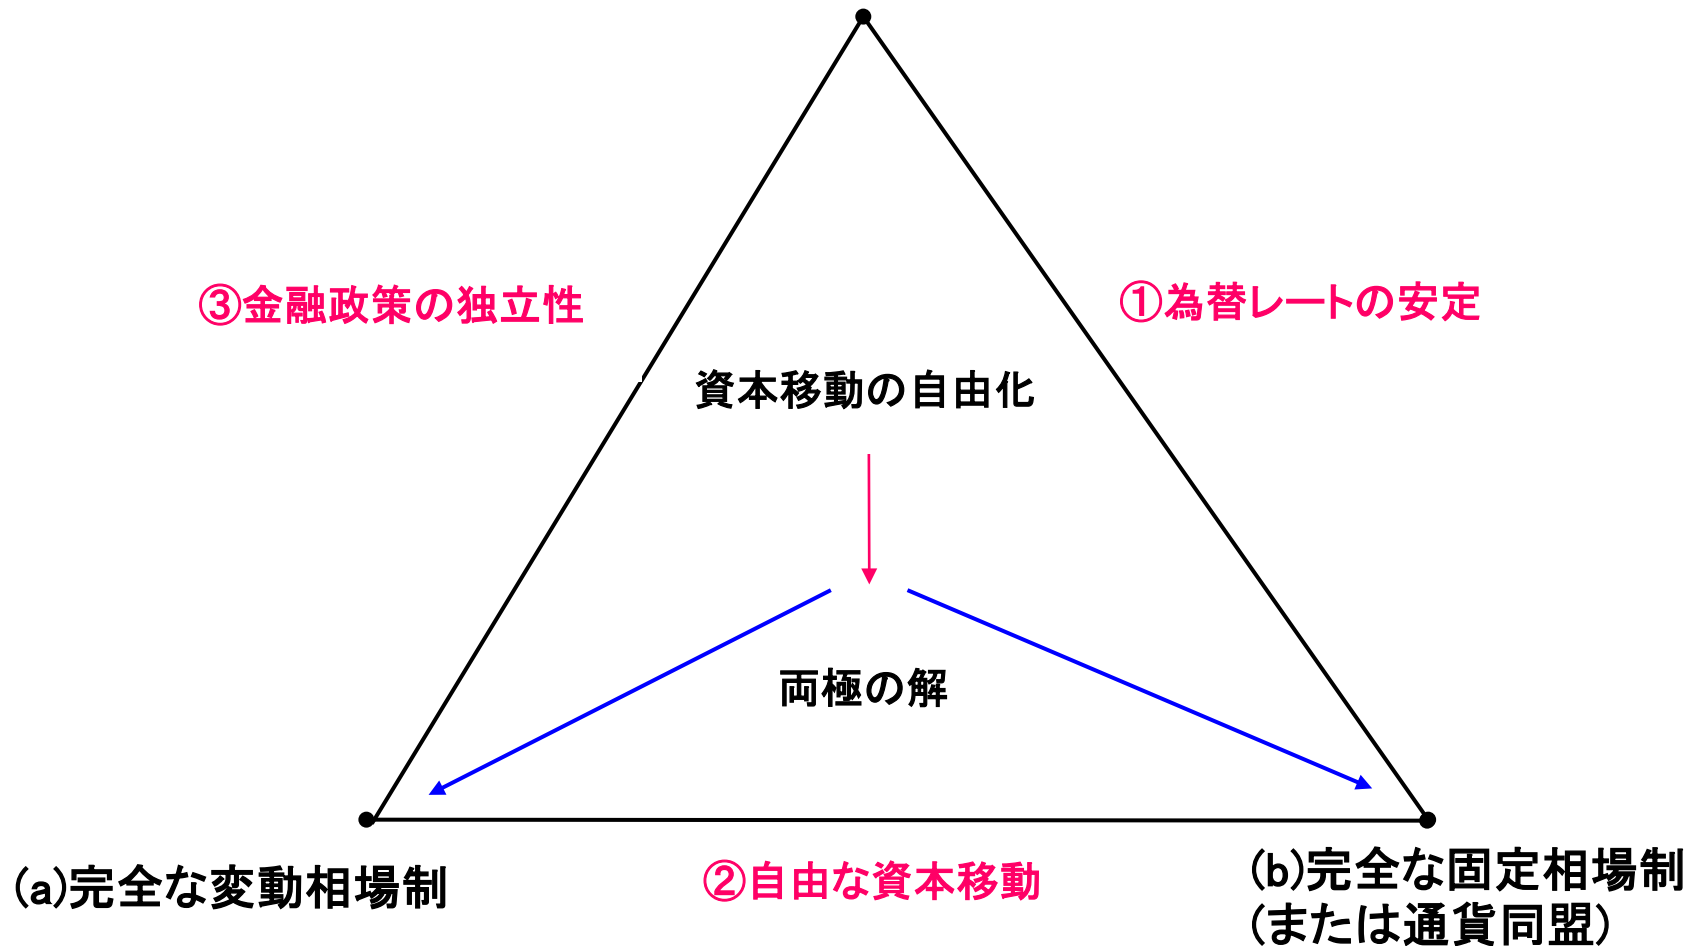 ③金融政策の独立性
①為替レートの安定
資本移動の自由化
両極の解
(a)完全な変動相場制
②自由な資本移動
(b)完全な固定相場制
(または通貨同盟)